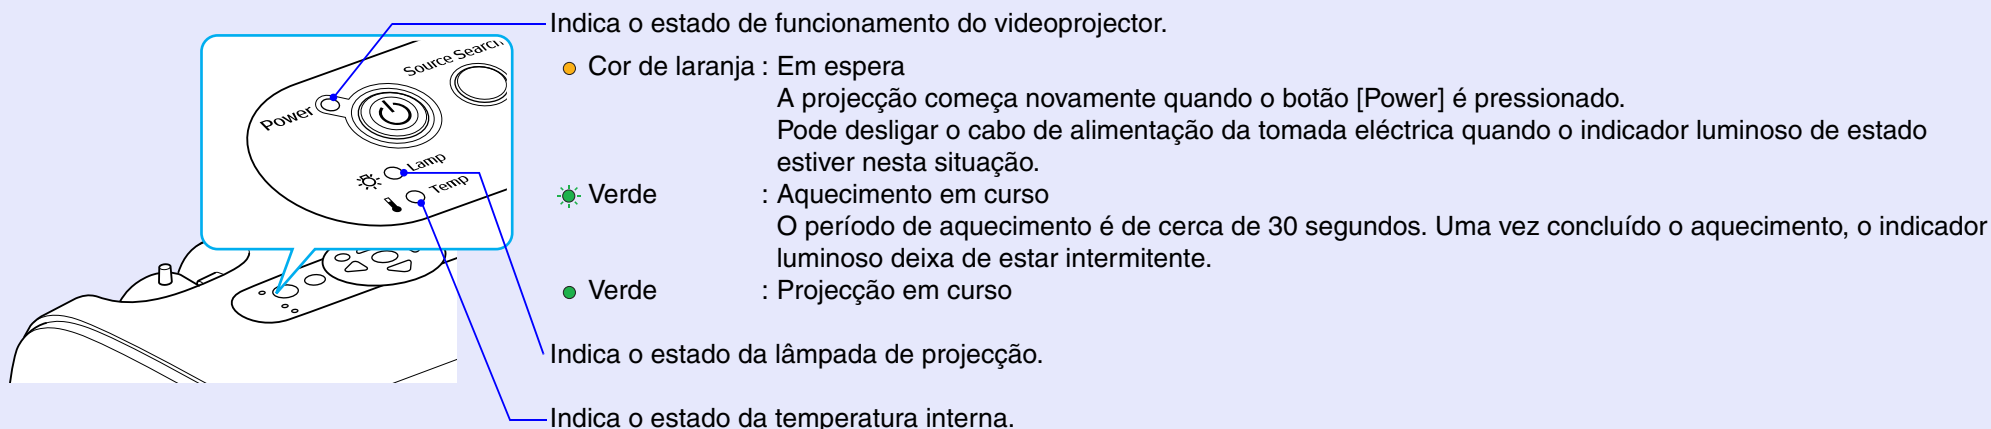 Indica o estado de funcionamento do videoprojector.
Source Search
Cor de laranja : Em espera
A projecção começa novamente quando o botão [Power] é pressionado.
Power
Pode desligar o cabo de alimentação da tomada eléctrica quando o indicador luminoso de estado
estiver nesta situação.
Lamp
Temp
Verde : Aquecimento em curso
O período de aquecimento é de cerca de 30 segundos. Uma vez concluído o aquecimento, o indicador
luminoso deixa de estar intermitente.
Verde : Projecção em curso
Indica o estado da lâmpada de projecção.
Indica o estado da temperatura interna.